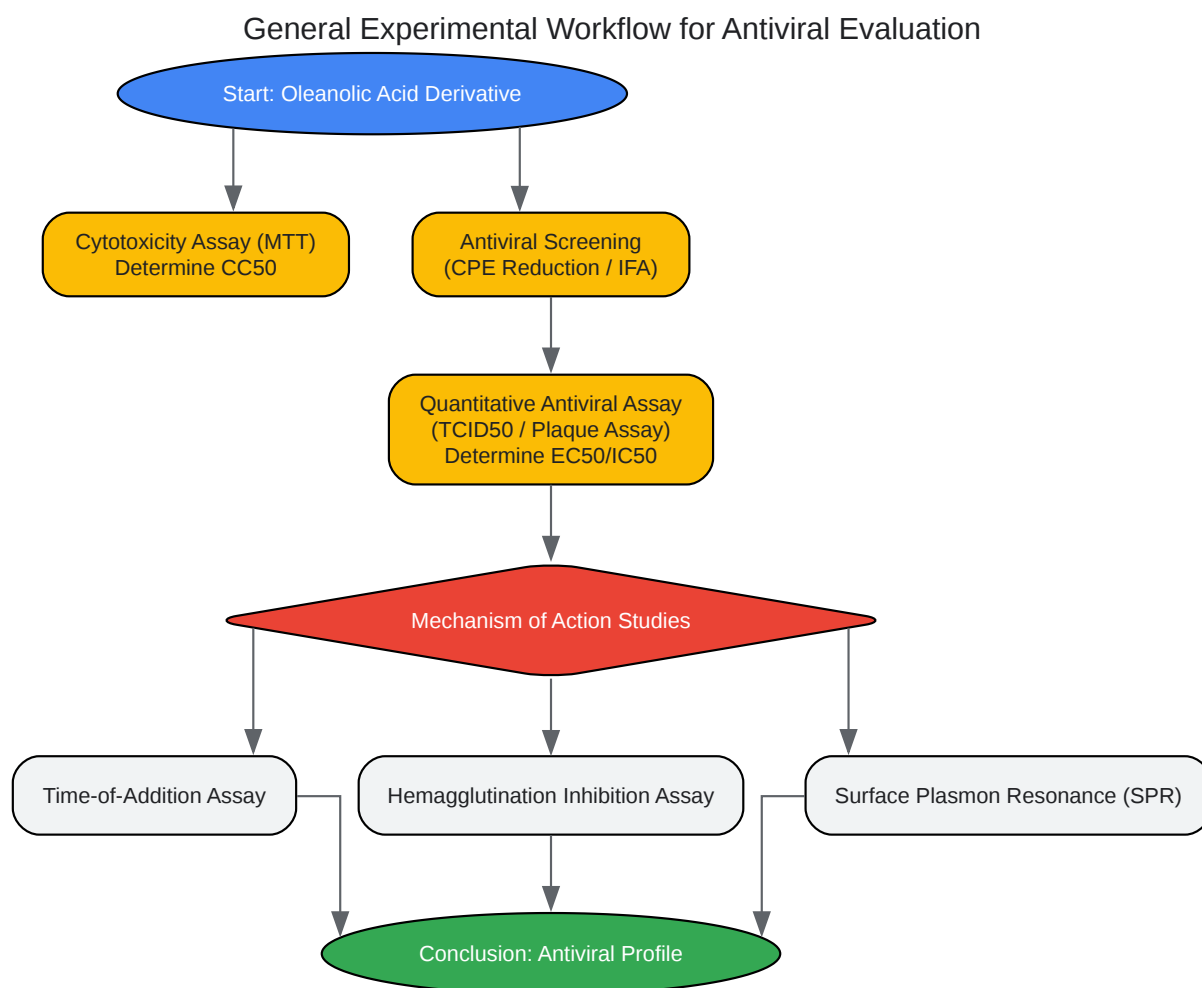 General Experimental Workflow for Antiviral Evaluation
Start: Oleanolic Acid Derivative
Cytotoxicity Assay (MTT)
Determine CC50
Antiviral Screening
(CPE Reduction / IFA)
Quantitative Antiviral Assay
(TCID50 / Plaque Assay)
Determine EC50/IC50
Mechanism of Action Studies
Time-of-Addition Assay
Hemagglutination Inhibition Assay
Surface Plasmon Resonance (SPR)
Conclusion: Antiviral Profile